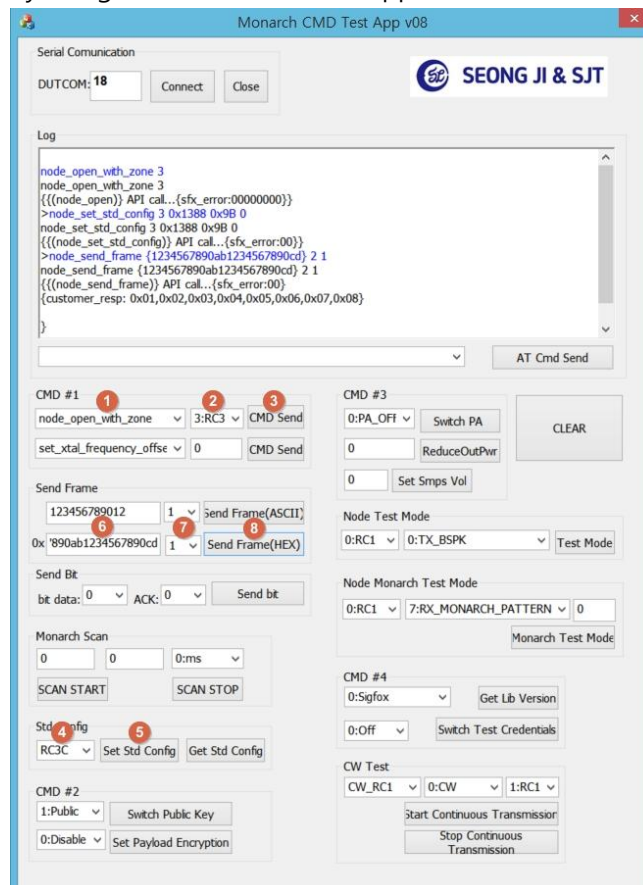 Monarch CMD Test App v08
Serial Comunication
DUTCOM: 18 Connect Close
SEONG JI & SJT
Log
node_open_with_zone 3
node_open_with_zone 3
{{(node_open)} API call...{sfx_error:00000000}}
>node_set_std_config 3 0x1388 0x9B 0
node_set_std_config 3 0x1388 0x9B 0
{{(node_set_std_config)} API call...{sfx_error:00}}
>node_send_frame {1234567890ab1234567890cd} 2 1
node_send_frame {1234567890ab1234567890cd} 2 1
{{(node_send_frame)} API call...{sfx_error:00}
{customer_resp: 0x01,0x02,0x03,0x04,0x05,0x06,0x07,0x08}
}
AT Cmd Send
CMD #1
1 2 3
node_open_with_zone 3:RC3 CMD Send
set_xtal_frequency_offse 0 CMD Send
CMD #3
0:PA_OFF Switch PA
0 ReduceOutPwr
0 Set Smps Vol
CLEAR
Send Frame
123456789012 1 Send Frame(ASCII)
6 7 8
0x '890ab1234567890cd 1 Send Frame(HEX)
Node Test Mode
0:RC1 0:TX_BSPK Test Mode
Send Bit
bit data: 0 ACK: 0 Send bit
Node Monarch Test Mode
0:RC1 7:RX_MONARCH_PATTERN 0
Monarch Test Mode
Monarch Scan
0 0 0:ms
SCAN START SCAN STOP
CMD #4
0:Sigfox Get Lib Version
0:Off Switch Test Credentials
4 5
RC3C Set Std Config Get Std Config
CW Test
CW_RC1 0:CW 1:RC1
Start Continuous Transmission
Stop Continuous
Transmission
CMD #2
1:Public Switch Public Key
0:Disable Set Payload Encryption